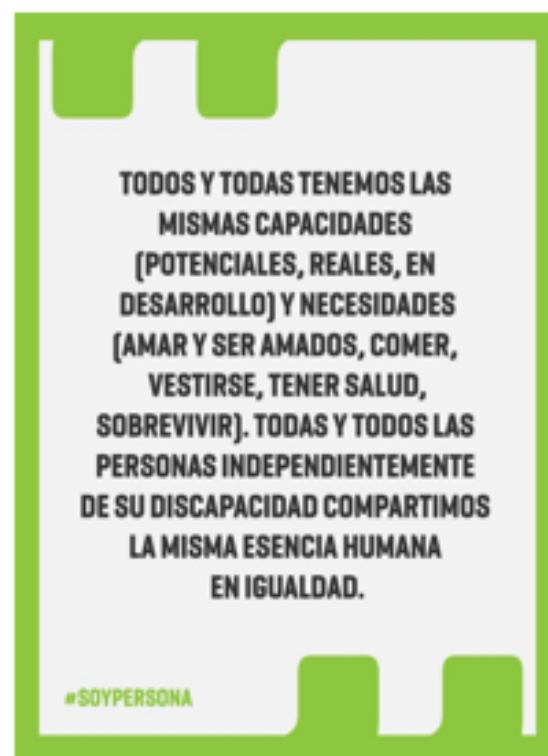 TODOS Y TODAS TENEMOS LAS
MISMAS CAPACIDADES
(POTENCIALES, REALES, EN
DESARROLLO) Y NECESIDADES
(AMAR Y SER AMADOS, COMER,
VESTIRSE, TENER SALUD,
SOBREVIVIR). TODAS Y TODOS LAS
PERSONAS INDEPENDIENTEMENTE
DE SU DISCAPACIDAD COMPARTIMOS
LA MISMA ESENCIA HUMANA
EN IGUALDAD.
#SOYPERSONA